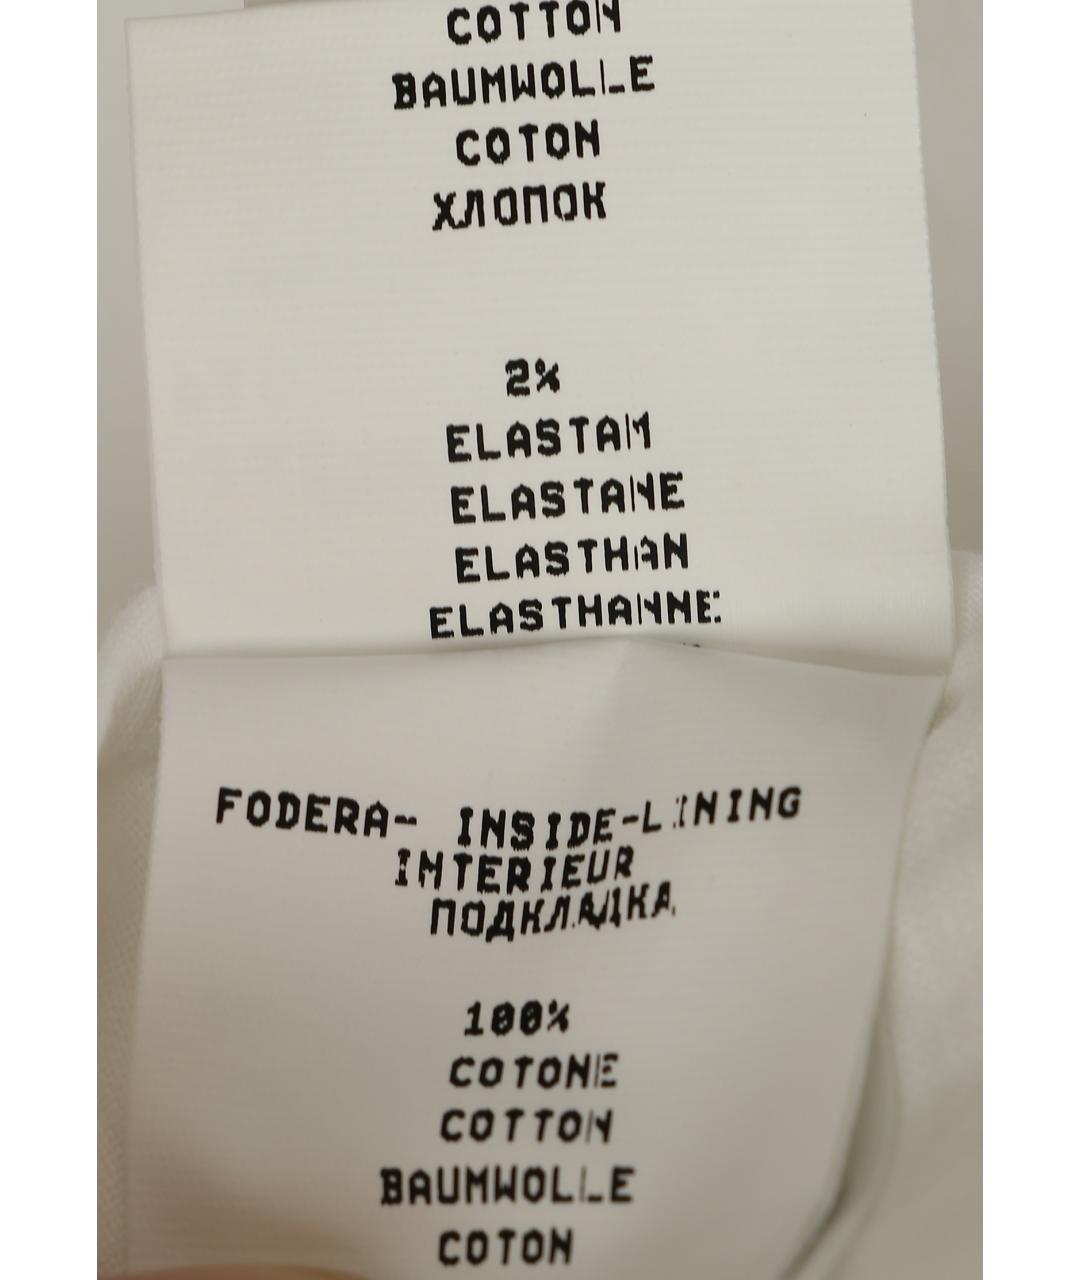 COTTON
BAUMWOLLE
COTON
ХЛОПОК
2%
ELASTAN
ELASTANE
ELASTHAN
ELASTHANNE
FODERA- INSIDE-LINING
INTERIEUR
ПОДКЛАДКА
100%
COTONE
COTTON
BAUMWOLLE
COTON